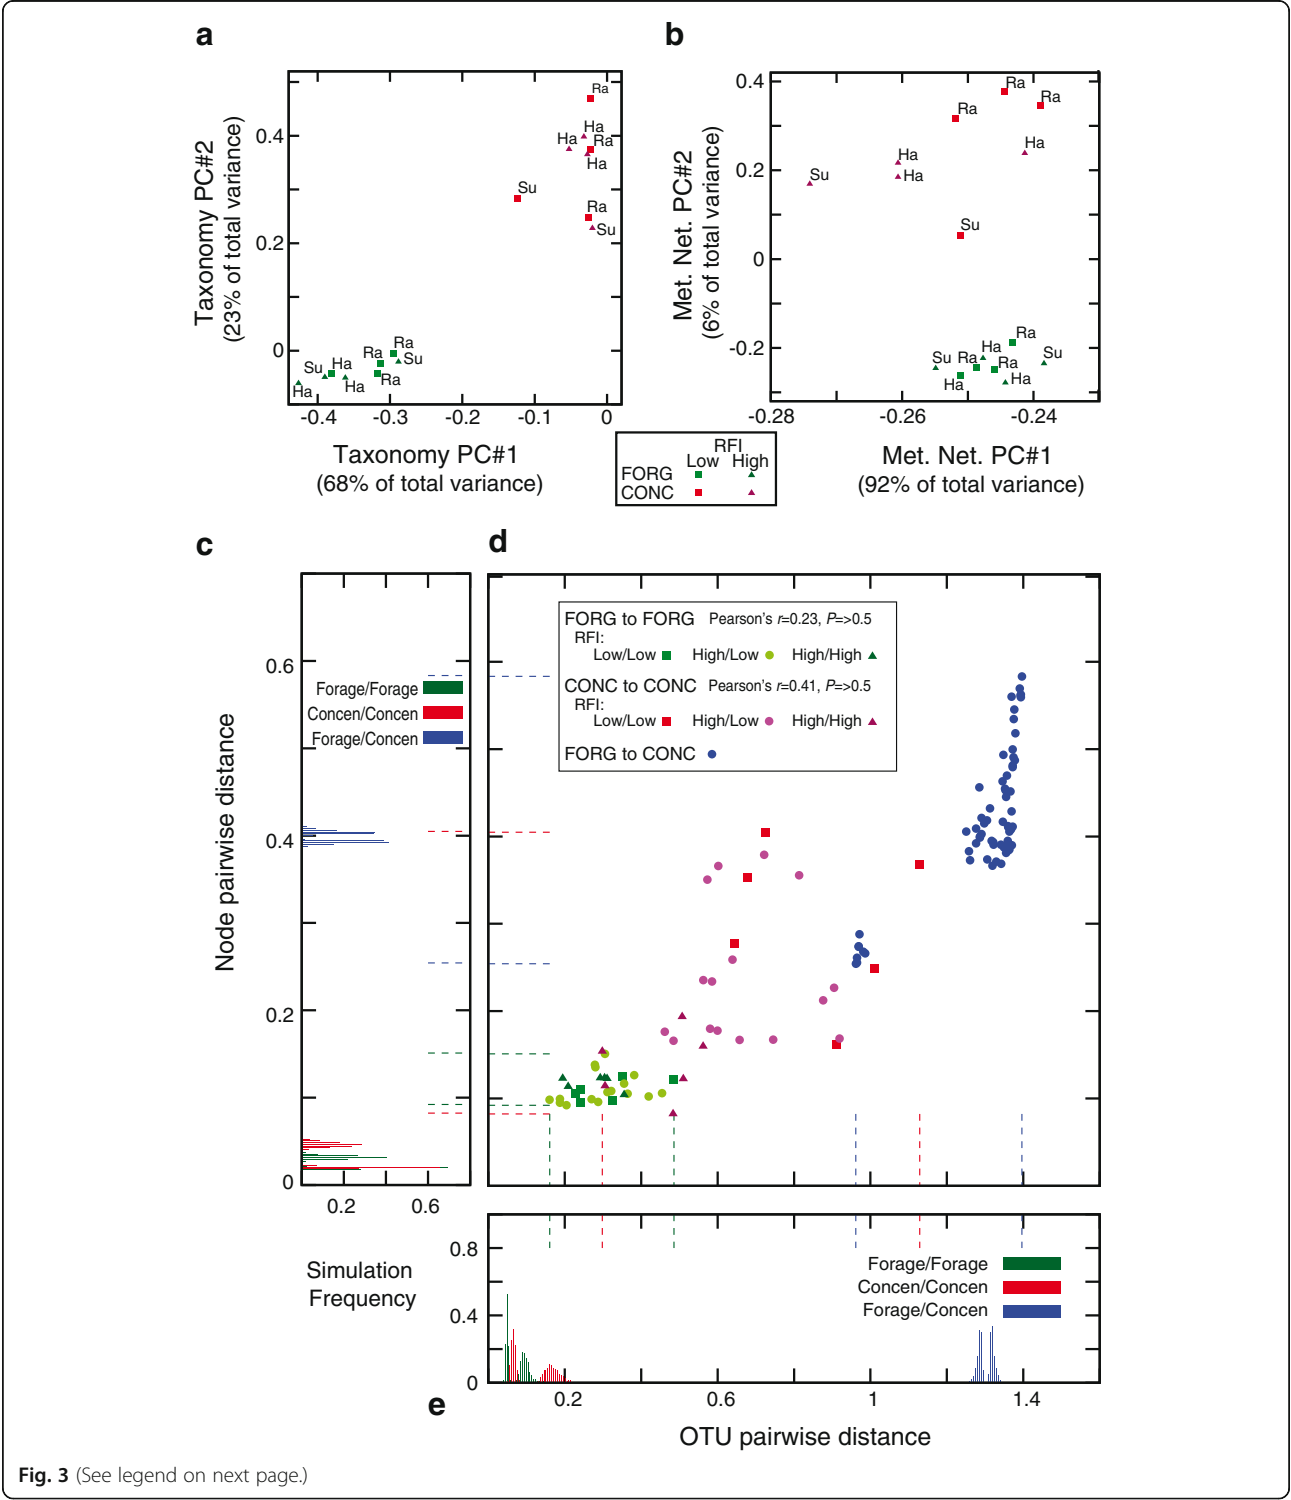 a
b
Taxonomy PC#2
(23% of total variance)
0.4
0.2
0
-0.4
-0.3
-0.2
-0.1
0
Ra
Ha
Ha
Ra
Ha
Su
Ra
Su
Ra
Ra
Su
Su
Ha
Ha
Ha
Ra
Taxonomy PC#1
(68% of total variance)
Met. Net. PC#2
(6% of total variance)
0.4
0.2
0
-0.2
-0.28
-0.26
-0.24
Ra
Ra
Ra
Ha
Ha
Ha
Su
Su
Ra
Ha
Su
Su
Ra
Ra
Ha
Ha
Met. Net. PC#1
(92% of total variance)
RFI
Low High
FORG
CONC
c
d
Node pairwise distance
0.6
0.4
0.2
0
0.2
0.6
Forage/Forage
Concen/Concen
Forage/Concen
FORG to FORG Pearson's r=0.23, P=>0.5
RFI:
Low/Low High/Low High/High
CONC to CONC Pearson's r=0.41, P=>0.5
RFI:
Low/Low High/Low High/High
FORG to CONC
Simulation
Frequency
0.8
0.4
0
Forage/Forage
Concen/Concen
Forage/Concen
0.2
0.6
1
1.4
e
OTU pairwise distance
Fig. 3 (See legend on next page.)